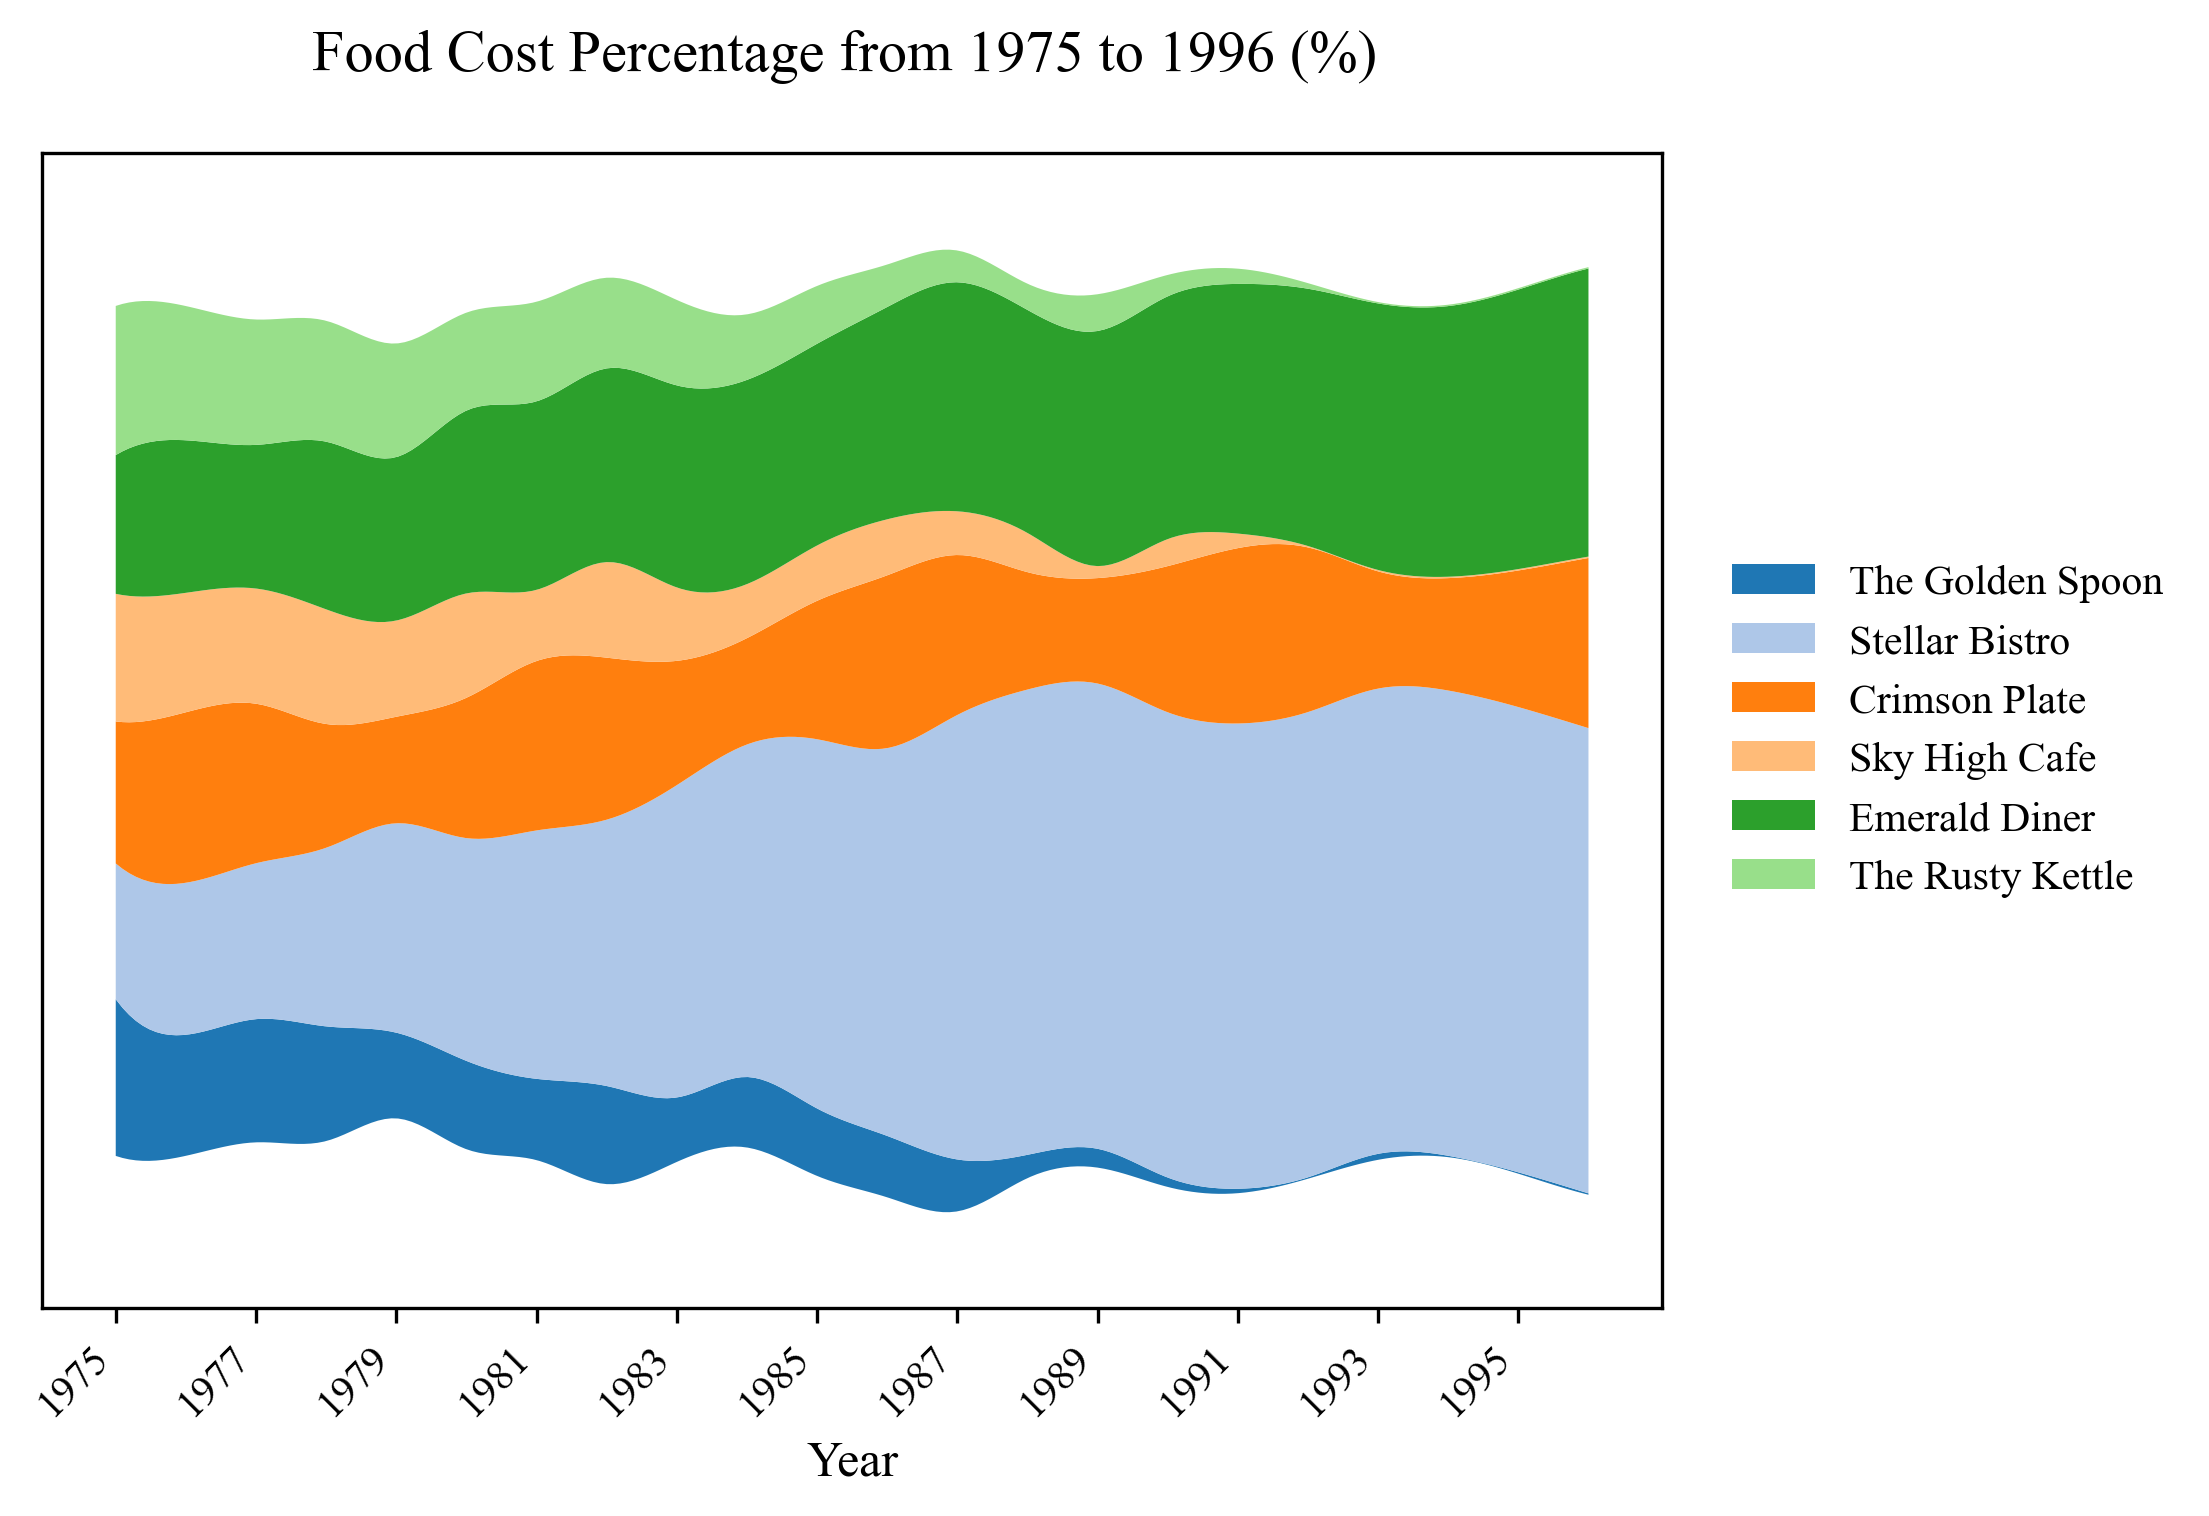 Food Cost Percentage from 1975 to 1996 (%)
The Golden Spoon
Stellar Bistro
Crimson Plate
Sky High Cafe
Emerald Diner
The Rusty Kettle
1975
1977
1979
1981
1983
1985
1987
1989
1991
1993
1995
Year